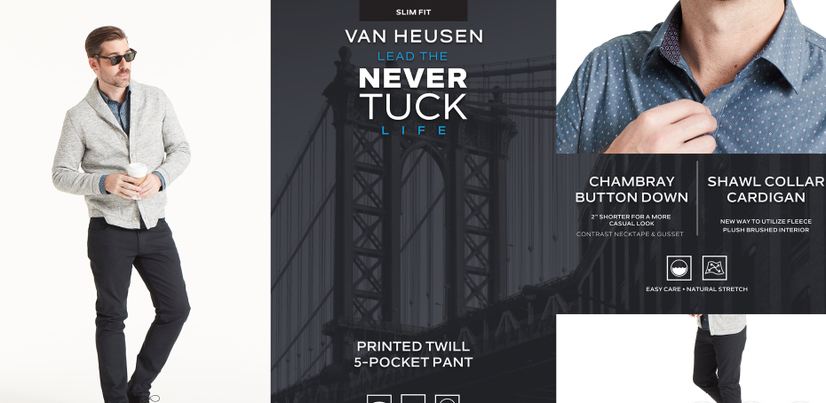 SLIM FIT
VAN HEUSEN
LEAD THE
NEVER
TUCK
LIFE
PRINTED TWILL
5-POCKET PANT
CHAMBRAY
BUTTON DOWN
2" SHORTER FOR A MORE
CASUAL LOOK
CONTRAST NECKTAPE & GUSSET
SHAWL COLLAR
CARDIGAN
NEW WAY TO UTILIZE FLEECE
PLUSH BRUSHED INTERIOR
EASY CARE • NATURAL STRETCH